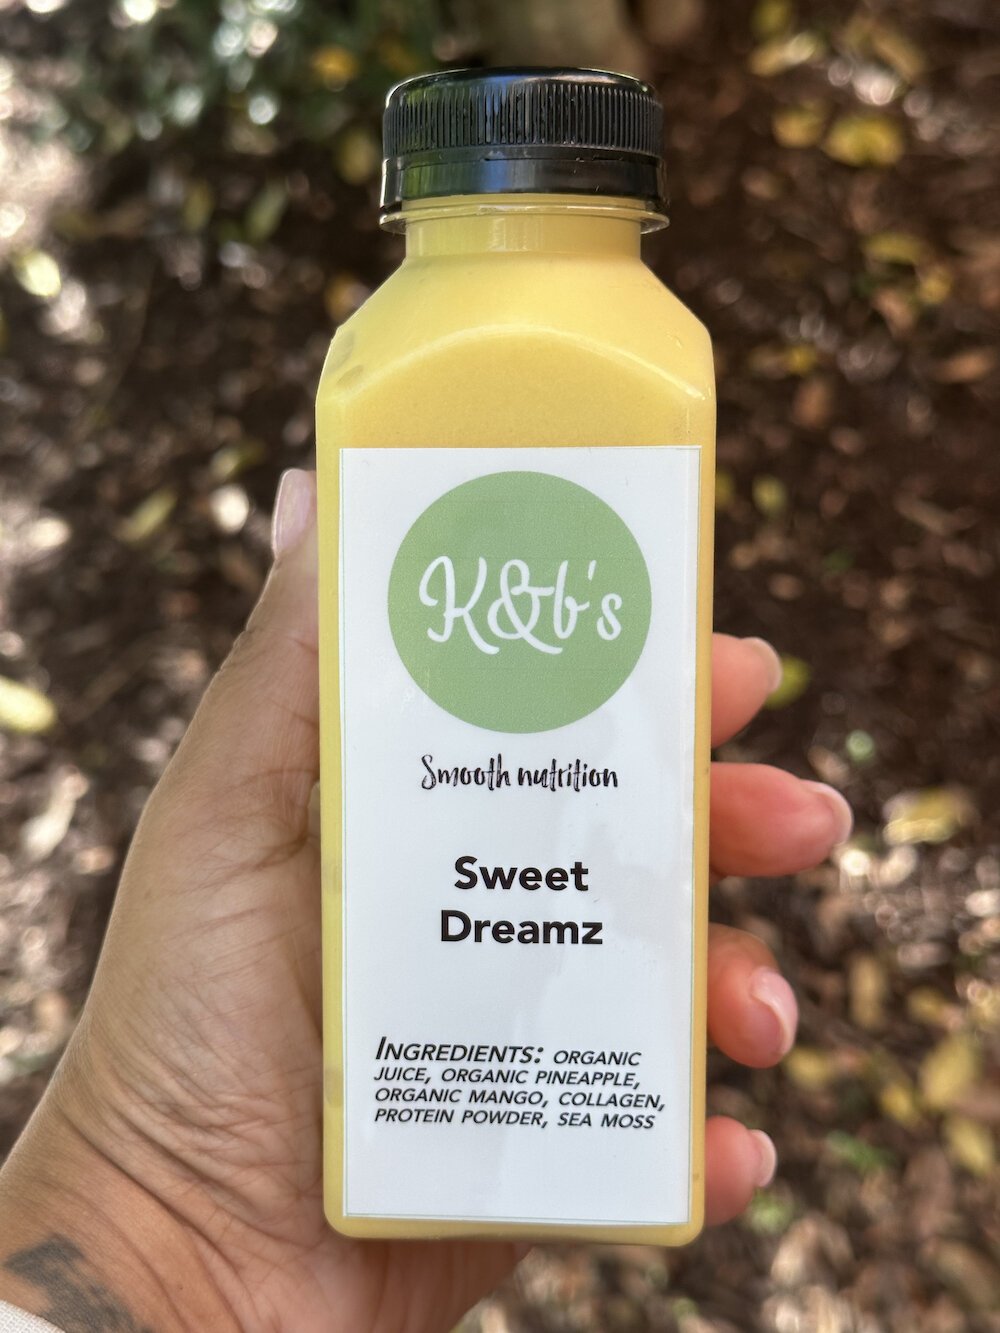 K&b's
Smooth nutrition
Sweet
Dreamz
INGREDIENTS: ORGANIC
JUICE, ORGANIC PINEAPPLE,
ORGANIC MANGO, COLLAGEN,
PROTEIN POWDER, SEA MOSS